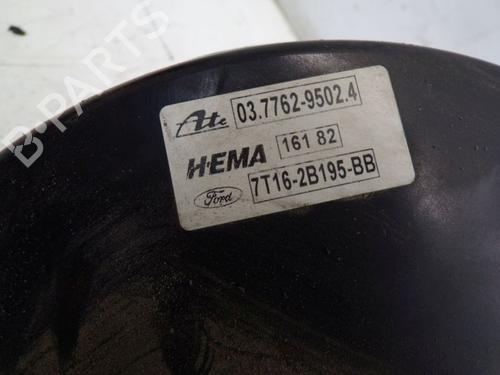 Ate 03.7762-9502.4
HEMA 161 82
Ford 7T16-2B195-BB
B-PARTS